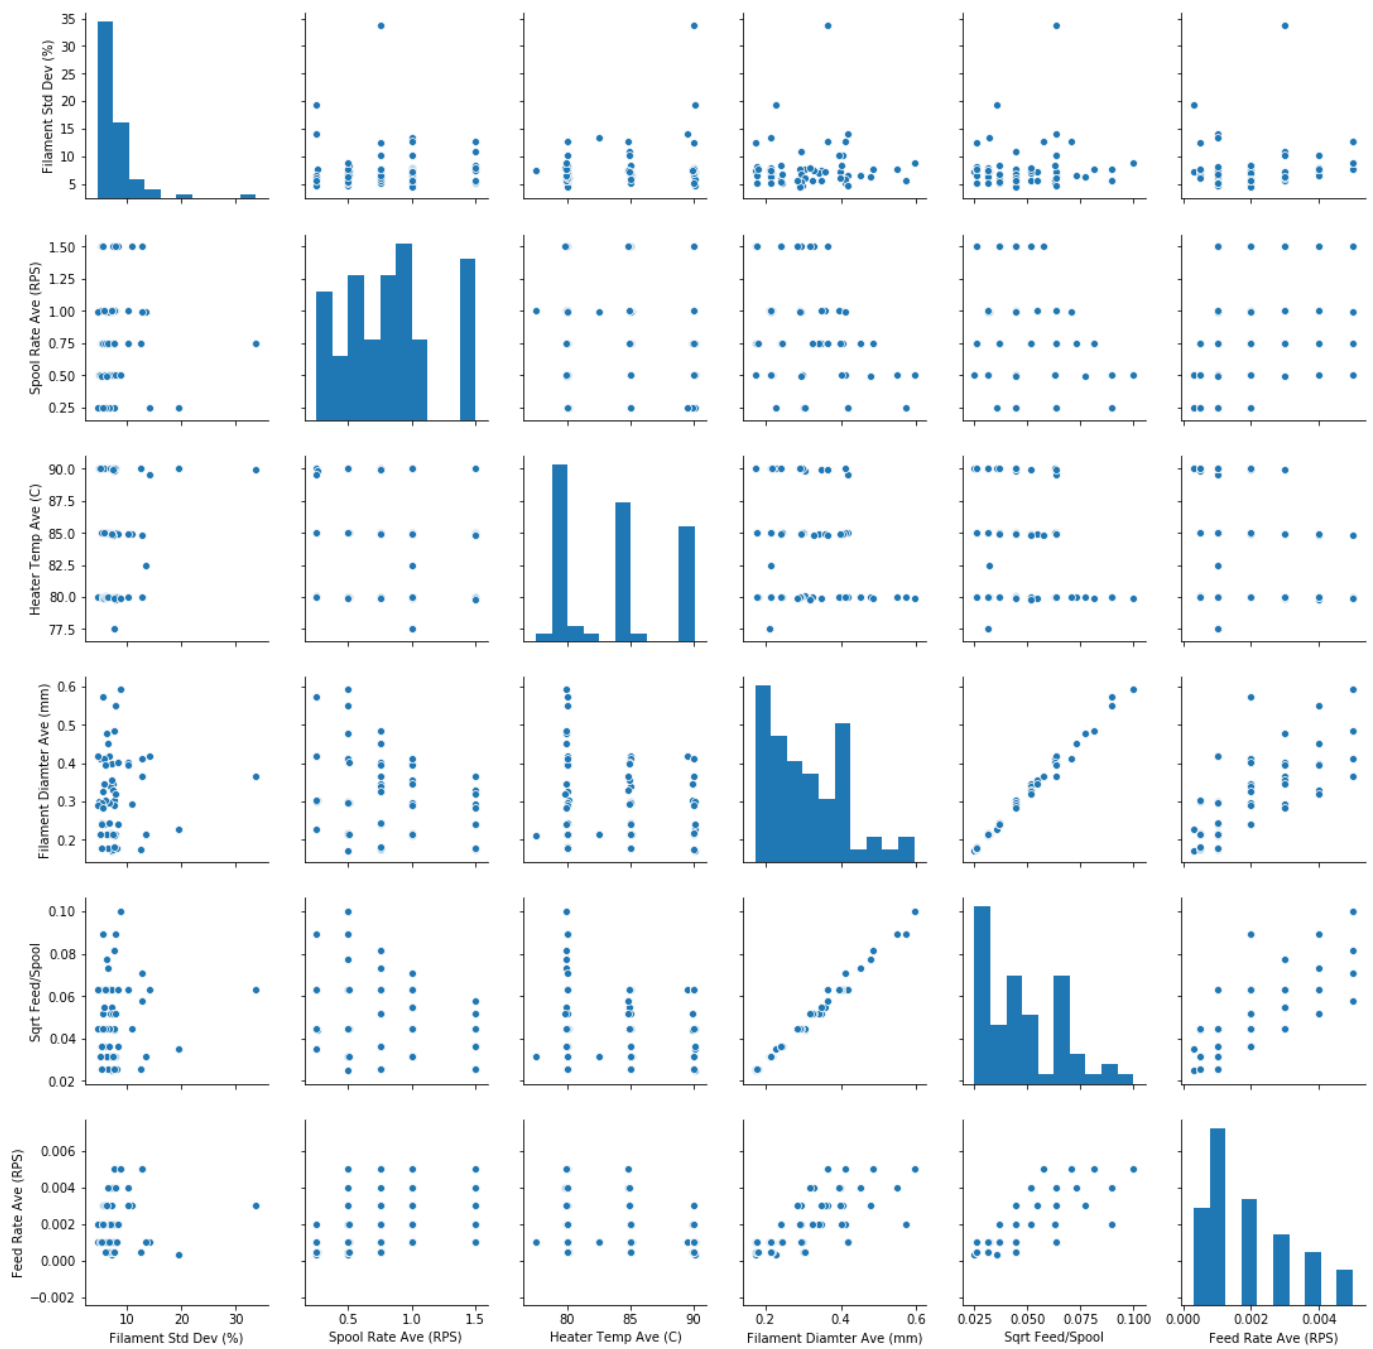 35
30
25
20
15
10
5
Filament Std Dev (%)
1.50
1.25
1.00
0.75
0.50
0.25
Spool Rate Ave (RPS)
90.0
87.5
85.0
82.5
80.0
77.5
Heater Temp Ave (C)
0.6
0.5
0.4
0.3
0.2
Filament Diamter Ave (mm)
0.10
0.08
0.06
0.04
0.02
Sqrt Feed/Spool
0.006
0.004
0.002
0.000
−0.002
Feed Rate Ave (RPS)
10 20 30
Filament Std Dev (%)
0.5 1.0 1.5
Spool Rate Ave (RPS)
80 85 90
Heater Temp Ave (C)
0.2 0.4 0.6
Filament Diamter Ave (mm)
0.025 0.050 0.075 0.100
Sqrt Feed/Spool
0.000 0.002 0.004
Feed Rate Ave (RPS)